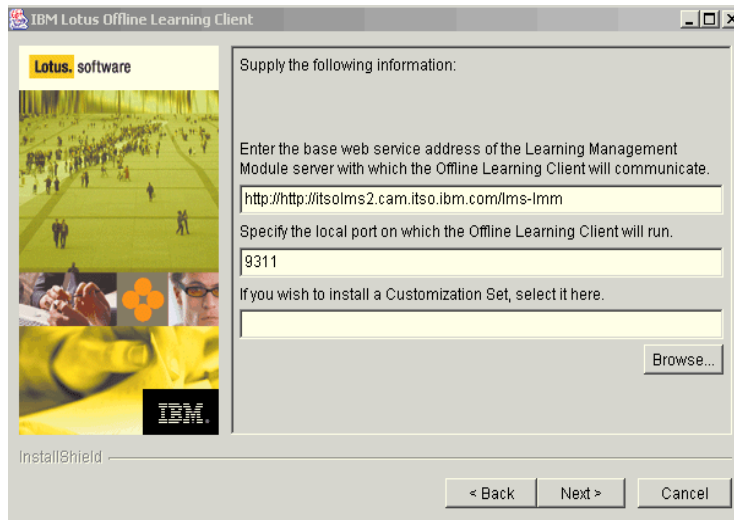 IBM Lotus Offline Learning Client
Lotus. software
Supply the following information:
Enter the base web service address of the Learning Management
Module server with which the Offline Learning Client will communicate.
http://http://itsolms2.cam.itso.ibm.com/lms-lmm
Specify the local port on which the Offline Learning Client will run.
9311
If you wish to install a Customization Set, select it here.
Browse...
IBM.
InstallShield
< Back
Next >
Cancel